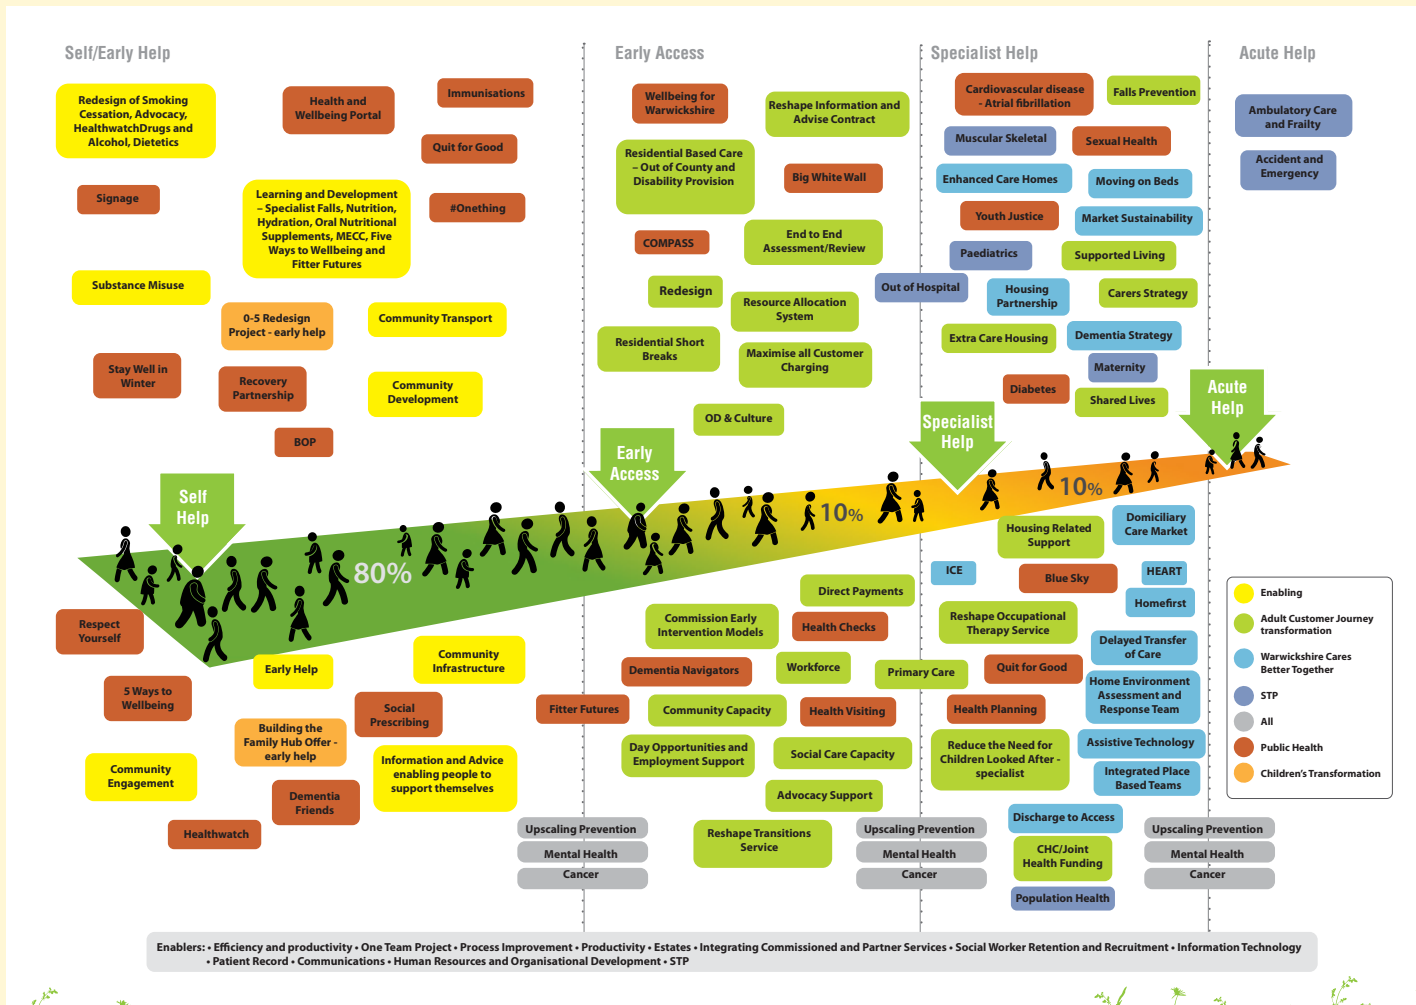 Self/Early Help
Early Access
Specialist Help
Acute Help
Redesign of Smoking
Cessation, Advocacy,
HealthwatchDrugs and
Alcohol, Dietetics
Health and
Wellbeing Portal
Immunisations
Quit for Good
Signage
Learning and Development
– Specialist Falls, Nutrition,
Hydration, Oral Nutritional
Supplements, MECC, Five
Ways to Wellbeing and
Fitter Futures
#Onething
Substance Misuse
0-5 Redesign
Project - early help
Community Transport
Stay Well in
Winter
Recovery
Partnership
Community
Development
BOP
Wellbeing for
Warwickshire
Reshape Information and
Advise Contract
Residential Based Care
– Out of County and
Disability Provision
Big White Wall
COMPASS
End to End
Assessment/Review
Redesign
Resource Allocation
System
Out of Hospital
Residential Short
Breaks
Maximise all Customer
Charging
OD & Culture
Cardiovascular disease
- Atrial fibrillation
Falls Prevention
Muscular Skeletal
Sexual Health
Enhanced Care Homes
Moving on Beds
Youth Justice
Market Sustainability
Paediatrics
Supported Living
Housing
Partnership
Carers Strategy
Extra Care Housing
Dementia Strategy
Maternity
Diabetes
Shared Lives
Ambulatory Care
and Frailty
Accident and
Emergency
Self
Help
Early
Access
Specialist
Help
Acute
Help
80%
10%
10%
Respect
Yourself
Early Help
Community
Infrastructure
5 Ways to
Wellbeing
Social
Prescribing
Building the
Family Hub Offer -
early help
Community
Engagement
Information and Advice
enabling people to
support themselves
Dementia
Friends
Healthwatch
Direct Payments
Commission Early
Intervention Models
Health Checks
Dementia Navigators
Workforce
Primary Care
Fitter Futures
Community Capacity
Health Visiting
Day Opportunities and
Employment Support
Social Care Capacity
Advocacy Support
Reshape Transitions
Service
Housing Related
Support
Domiciliary
Care Market
ICE
Blue Sky
HEART
Homefirst
Reshape Occupational
Therapy Service
Delayed Transfer
of Care
Quit for Good
Home Environment
Assessment and
Response Team
Health Planning
Reduce the Need for
Children Looked After -
specialist
Assistive Technology
Integrated Place
Based Teams
Discharge to Access
CHC/Joint
Health Funding
Population Health
Upscaling Prevention
Mental Health
Cancer
Upscaling Prevention
Mental Health
Cancer
Upscaling Prevention
Mental Health
Cancer
Enabling
Adult Customer Journey
transformation
Warwickshire Cares
Better Together
STP
All
Public Health
Children's Transformation
Enablers: • Efficiency and productivity • One Team Project • Process Improvement • Productivity • Estates • Integrating Commissioned and Partner Services • Social Worker Retention and Recruitment • Information Technology
• Patient Record • Communications • Human Resources and Organisational Development • STP